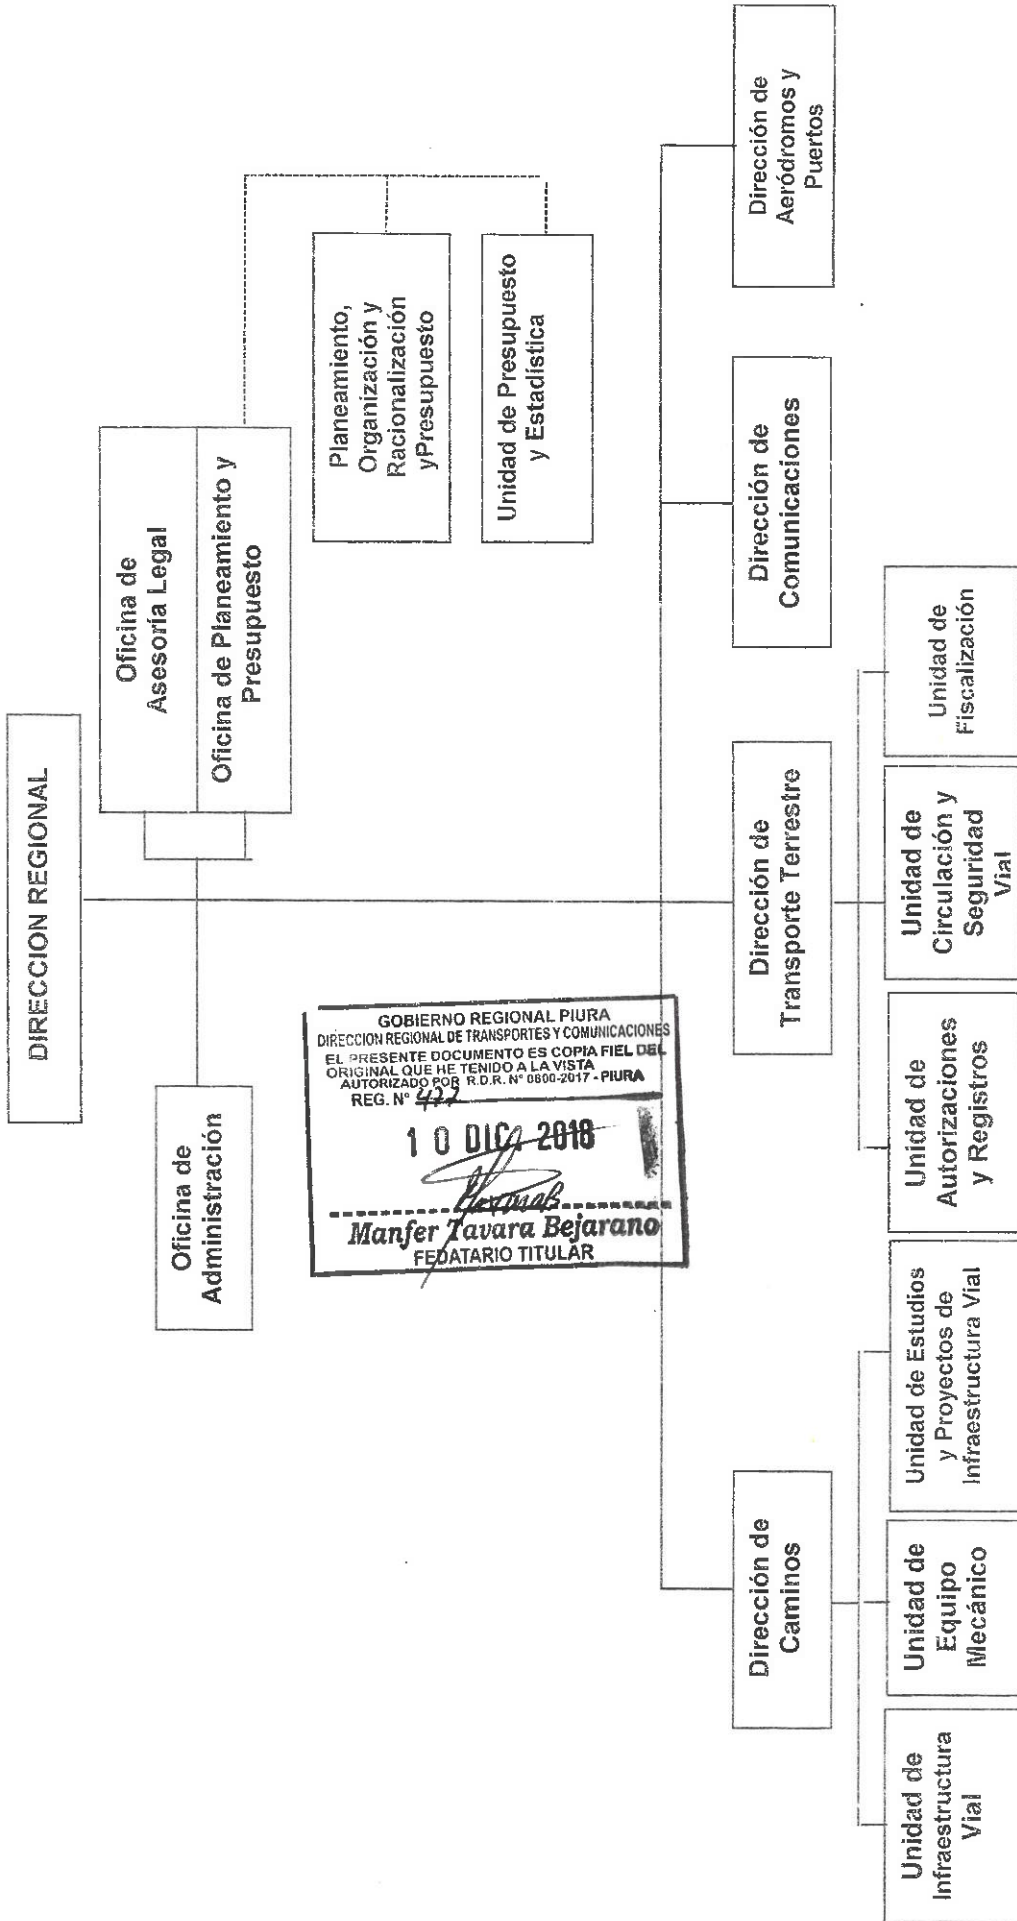 DIRECCION REGIONAL
Oficina de
Administración
Oficina de
Asesoría Legal
Oficina de Planeamiento y
Presupuesto
Planeamiento,
Organización y
Racionalización
yPresupuesto
Unidad de Presupuesto
y Estadística
GOBIERNO REGIONAL PIURA
DIRECCION REGIONAL DE TRANSPORTES Y COMUNICACIONES
EL PRESENTE DOCUMENTO ES COPIA FIEL DEL
ORIGINAL QUE HE TENIDO A LA VISTA
AUTORIZADO POR R.D.R. N° 0800-2017 - PIURA
REG. N° 477
10 DIC. 2018
Manfer Tavara Bejarano
FEDATARIO TITULAR
Dirección de
Caminos
Dirección de
Transporte Terrestre
Dirección de
Comunicaciones
Dirección de
Aeródromos y
Puertos
Unidad de
Infraestructura
Vial
Unidad de
Equipo
Mecánico
Unidad de Estudios
y Proyectos de
Infraestructura Vial
Unidad de
Autorizaciones
y Registros
Unidad de
Circulación y
Seguridad
Vial
Unidad de
Fiscalización